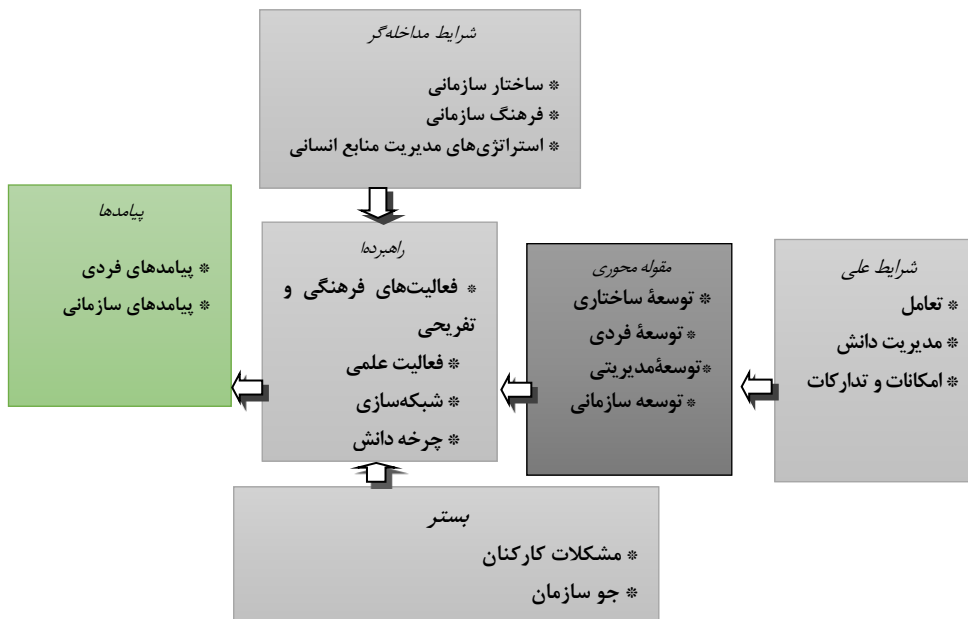 شرایط مداخله‌گر
* ساختار سازمانی
* فرهنگ سازمانی
* استراتژی‌های مدیریت منابع انسانی
شرایط علی
* تعامل
* مدیریت دانش
* امکانات و تدارکات
مقوله محوری
* توسعهٔ ساختاری
* توسعهٔ فردی
*توسعهٔمدیریتی
* توسعه سازمانی
راهبردها
* فعالیت‌های فرهنگی و
تفریحی
* فعالیت علمی
* شبکه‌سازی
* چرخه دانش
پیامدها
* پیامدهای فردی
* پیامدهای سازمانی
بستر
* مشکلات کارکنان
* جو سازمان